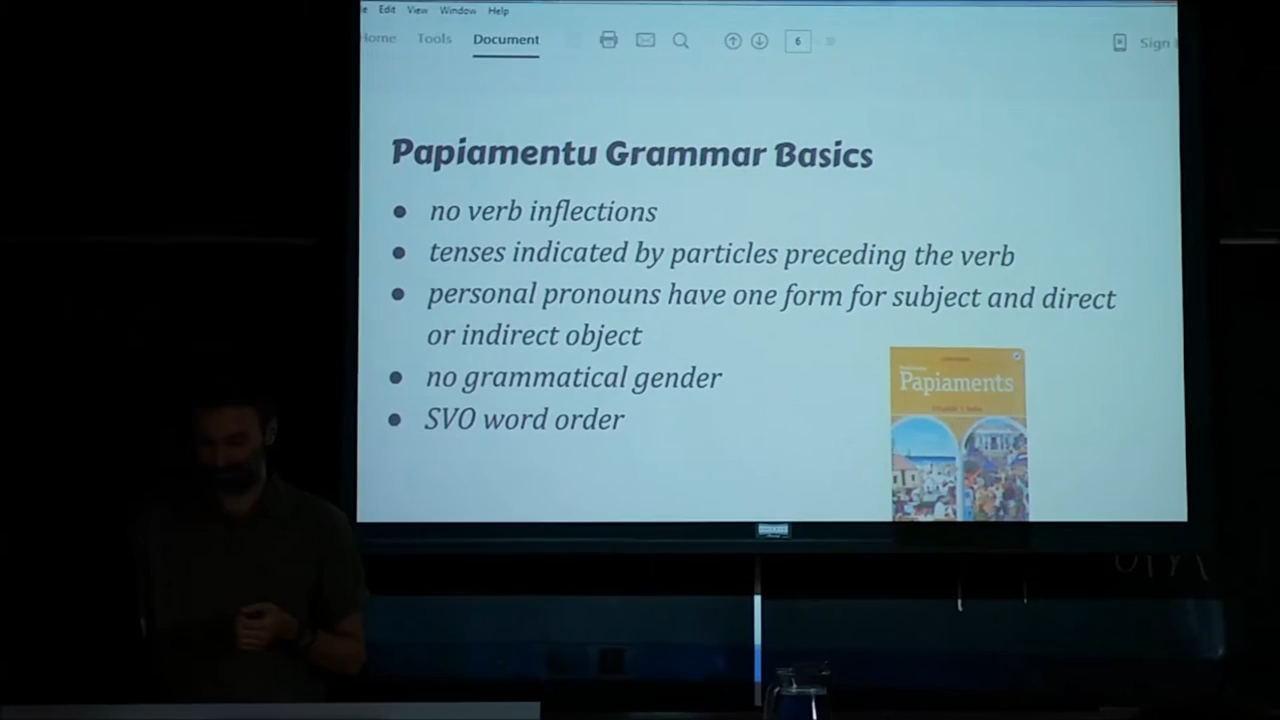 Edit View Window Help
Home Tools Document 6 Sign
Papiamentu Grammar Basics
● no verb inflections
● tenses indicated by particles preceding the verb
● personal pronouns have one form for subject and direct
or indirect object
● no grammatical gender
● SVO word order
Papiaments